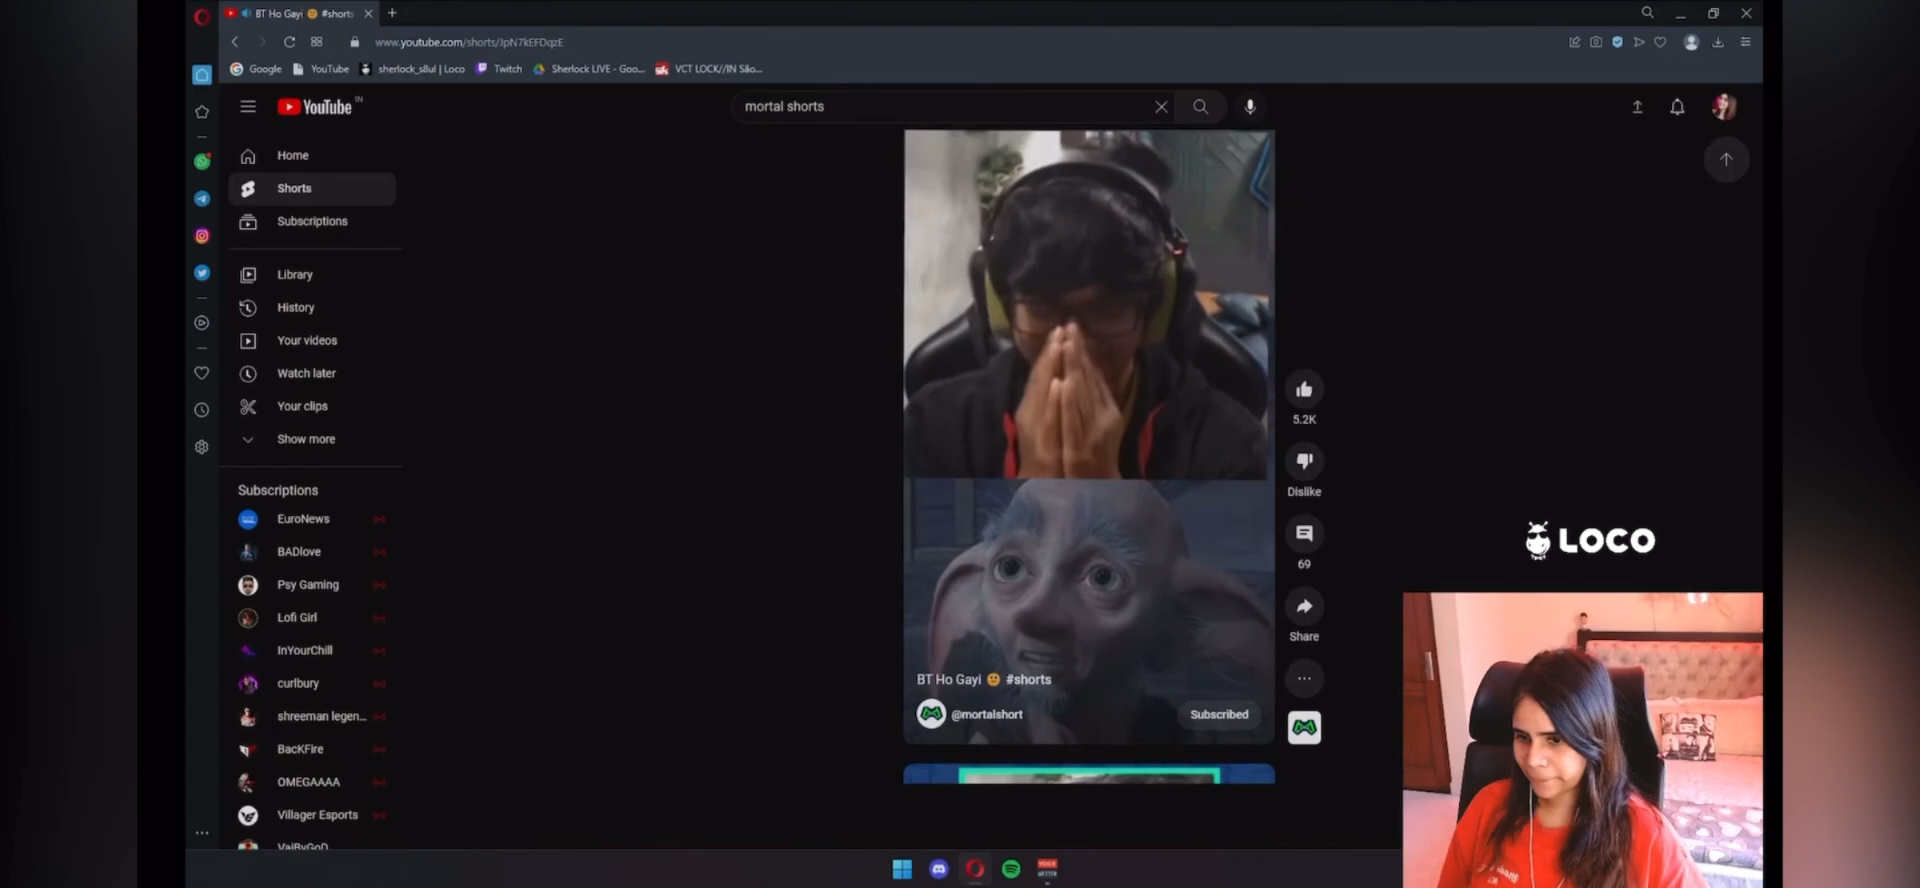 BT Ho Gayi 😕 #shorts
www.youtube.com/shorts/JpN7kEFDqzE
Google YouTube sherlock_s8ul | Loco Twitch Sherlock LIVE - Goo... VCT LOCK//IN São...
YouTube IN
mortal shorts
Home
Shorts
Subscriptions
Library
History
Your videos
Watch later
Your clips
Show more
Subscriptions
EuroNews
BADlove
Psy Gaming
Lofi Girl
InYourChill
curlbury
shreeman legen...
BacKFire
OMEGAAAA
Villager Esports
5.2K
Dislike
69
Share
BT Ho Gayi 😕 #shorts
@mortalshort
Subscribed
LOCO